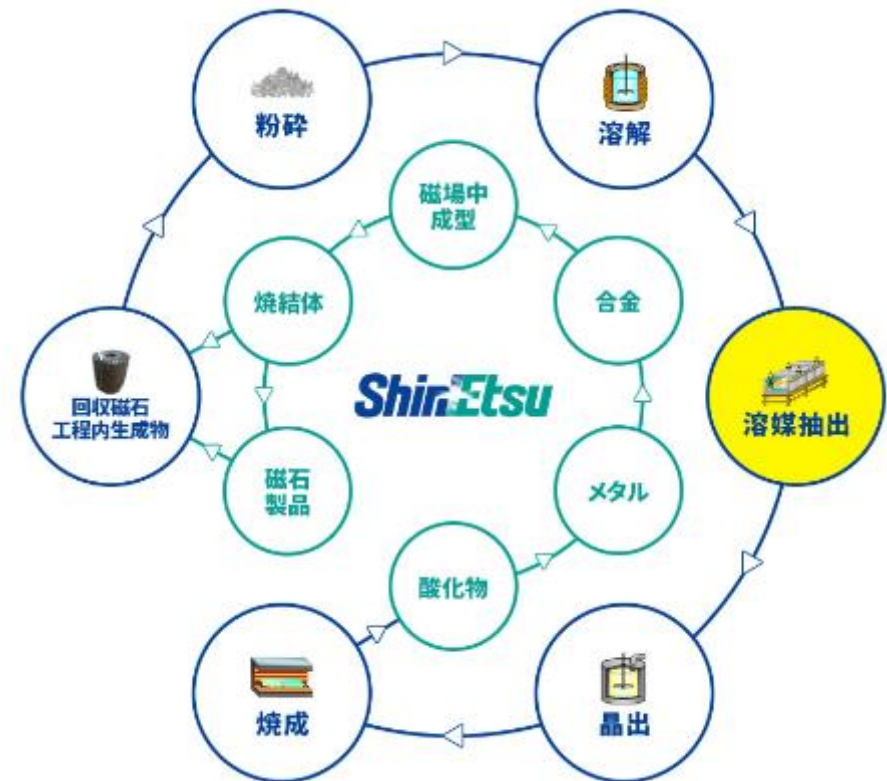 粉砕
溶解
磁場中
成型
焼結体
合金
回収磁石
工程内生成物
ShinEtsu
溶媒抽出
磁石
製品
メタル
酸化物
焼成
晶出